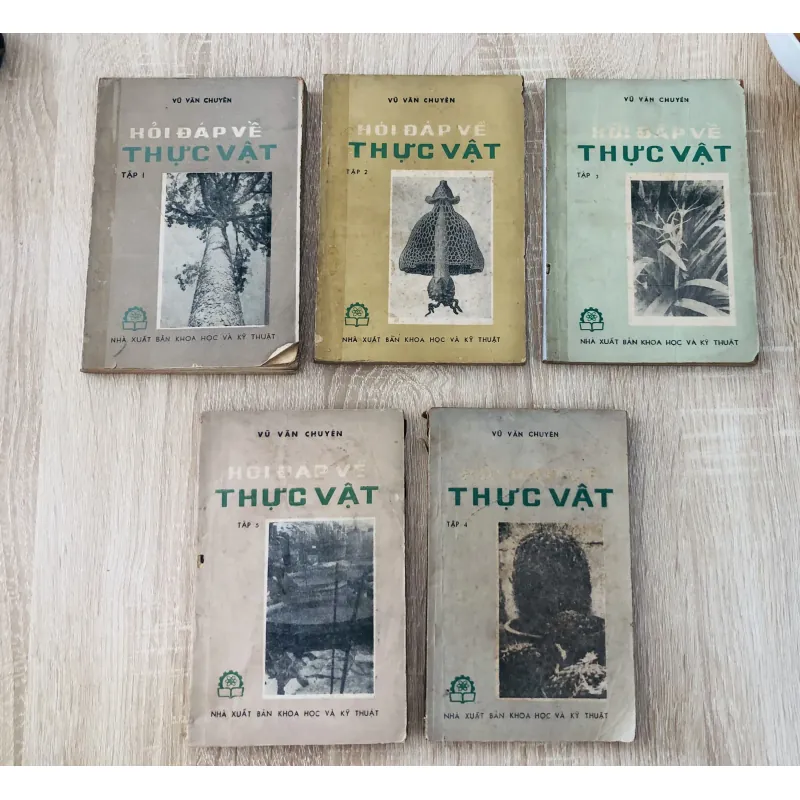 VŨ VĂN CHUYÊN
HỎI ĐÁP VỀ
THỰC VẬT
TẬP 1
NHÀ XUẤT BẢN KHOA HỌC VÀ KỸ THUẬT
VŨ VĂN CHUYÊN
HỎI ĐÁP VỀ
THỰC VẬT
TẬP 2
NHÀ XUẤT BẢN KHOA HỌC VÀ KỸ THUẬT
VŨ VĂN CHUYÊN
HỎI ĐÁP VỀ
THỰC VẬT
TẬP 3
NHÀ XUẤT BẢN KHOA HỌC VÀ KỸ THUẬT
VŨ VĂN CHUYÊN
HỎI ĐÁP VỀ
THỰC VẬT
TẬP 5
NHÀ XUẤT BẢN KHOA HỌC VÀ KỸ THUẬT
VŨ VĂN CHUYÊN
THỰC VẬT
TẬP 4
NHÀ XUẤT BẢN KHOA HỌC VÀ KỸ THUẬT